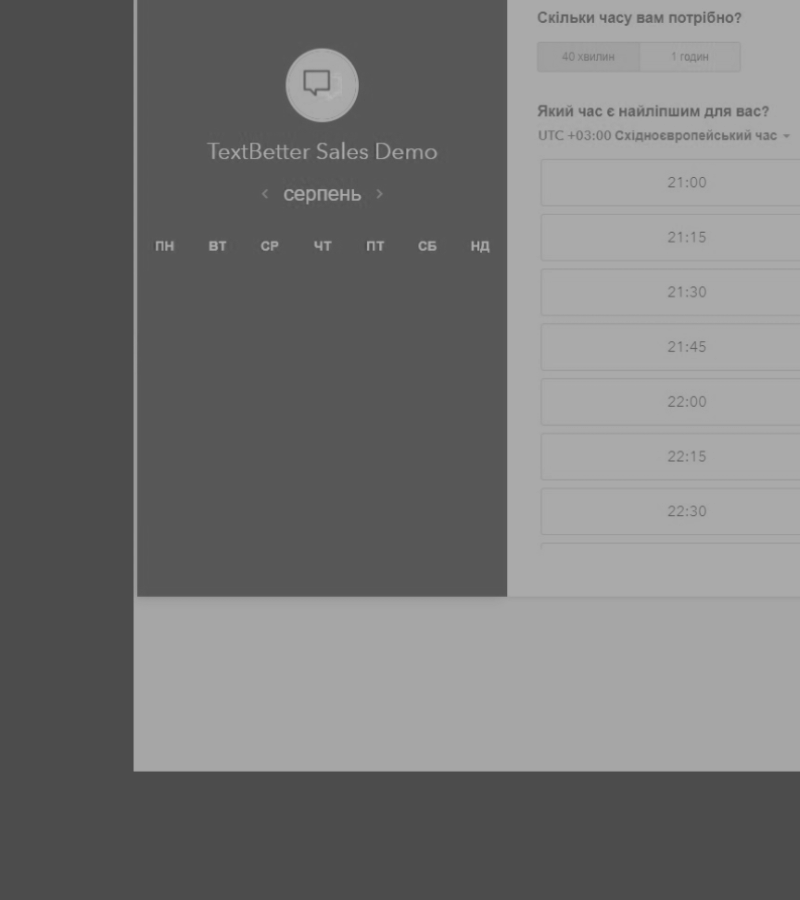 TextBetter Sales Demo
серпень
ПН ВТ СР ЧТ ПТ СБ НД
Скільки часу вам потрібно?
40 хвилин 1 годин
Який час є найліпшим для вас?
UTC +03:00 Східноєвропейський час
21:00
21:15
21:30
21:45
22:00
22:15
22:30